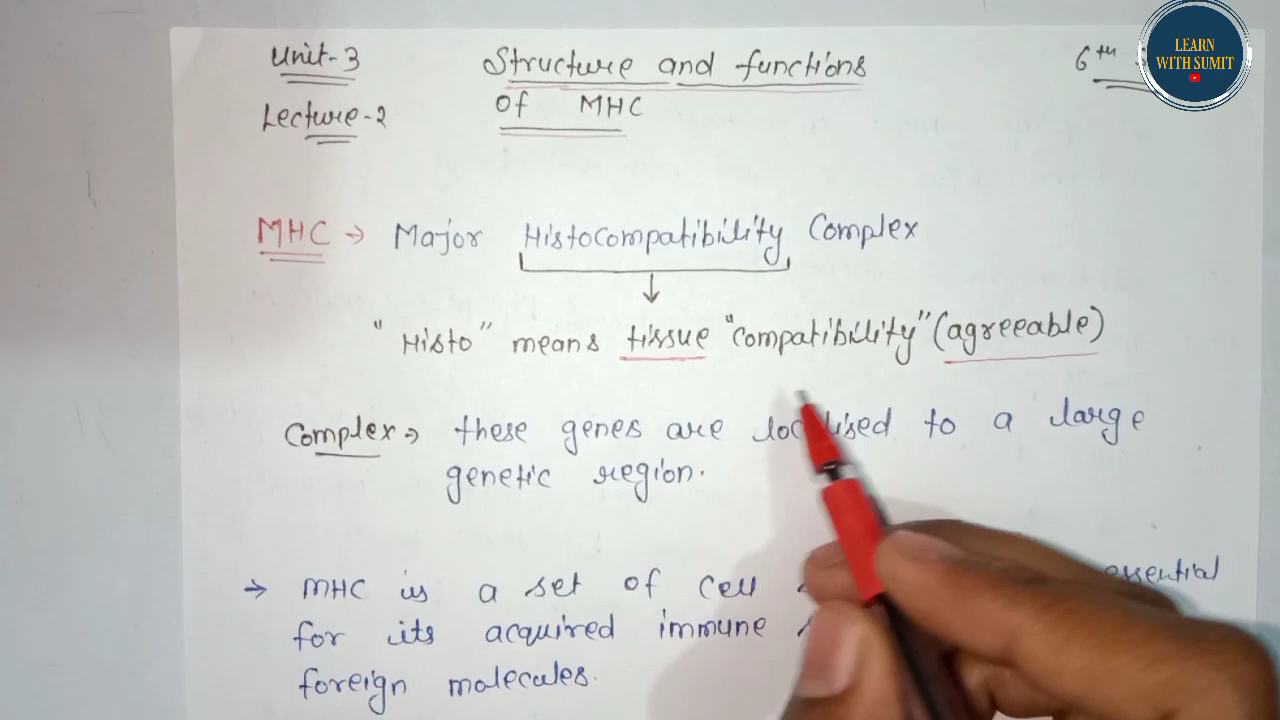 Unit-3
Structure and functions
6th
LEARN
WITH SUMIT
Lecture-2
Of MHC
MHC → Major Histocompatibility Complex
"Histo" means tissue "Compatibility" (agreeable)
Complex → these genes are localised to a large
genetic region.
→ MHC is a set of cell essential
for its acquired immune
foreign molecules.